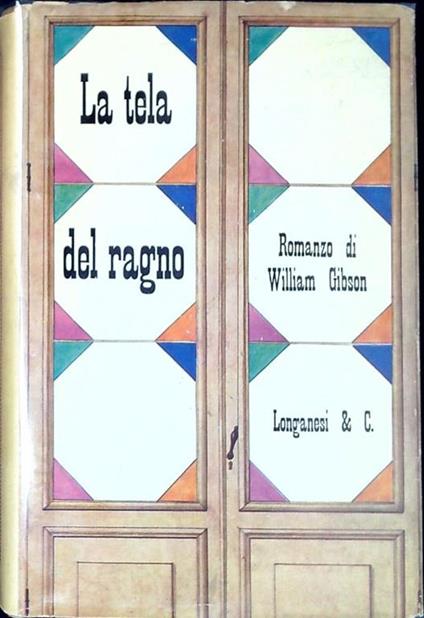 La tela
del ragno
Romanzo di
William Gibson
Longanesi & C.